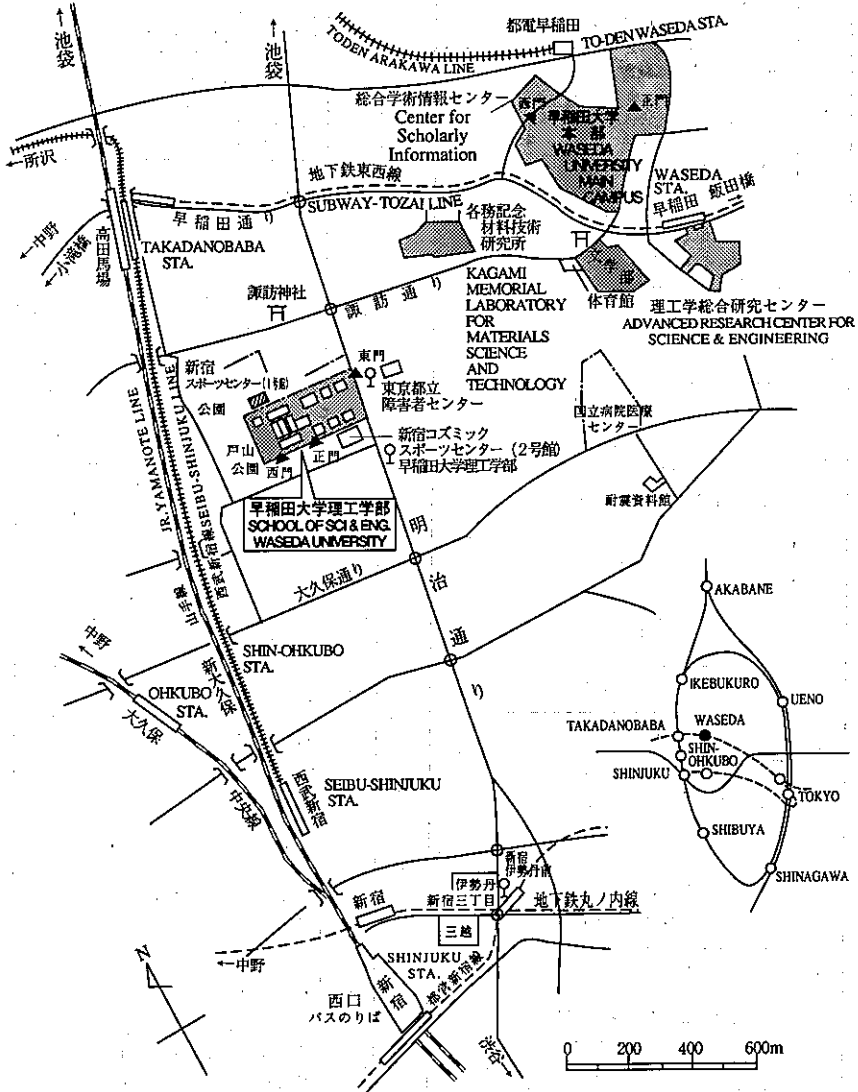 ←池袋
←池袋
都電早稲田
TO-DEN WASEDA STA.
TODEN ARAKAWA LINE
総合学術情報センター
Center for
Scholarly
Information
西門
正門
早稲田大学
本部
WASEDA
UNIVERSITY
MAIN
CAMPUS
←所沢
地下鉄東西線
SUBWAY-TOZAI LINE
早稲田通り
WASEDA
STA.
早稲田
飯田橋
←中野
←小滝橋
高田馬場
TAKADANOBABA
STA.
各務記念
材料技術
研究所
KAGAMI
MEMORIAL
LABORATORY
FOR
MATERIALS
SCIENCE
AND
TECHNOLOGY
文学部
体育館
理工学総合研究センター
ADVANCED RESEARCH CENTER FOR
SCIENCE & ENGINEERING
諏訪神社
諏訪通り
新宿
スポーツセンター(1号館)
公園
東門
東京都立
障害者センター
戸山
公園
西門
正門
新宿コズミック
スポーツセンター(2号館)
早稲田大学理工学部
国立病院医療
センター
耐震資料館
早稲田大学理工学部
SCHOOL OF SCI & ENG.
WASEDA UNIVERSITY
JR YAMANOTE LINE
山手線
西武新宿線SEIBU-SHINJUKU LINE
大久保通り
明治通り
←中野
SHIN-OHKUBO
STA.
新大久保
OHKUBO
STA.
大久保
中央線
西武新宿
SEIBU-SHINJUKU
STA.
新宿
伊勢丹前
伊勢丹
新宿三丁目
地下鉄丸ノ内線
新宿
三越
←中野
SHINJUKU
STA.
都営新宿線
新宿
西口
バスのりば
渋谷→
N
AKABANE
IKEBUKURO
UENO
TAKADANOBABA
WASEDA
SHIN-
OHKUBO
SHINJUKU
TOKYO
SHIBUYA
SHINAGAWA
0 200 400 600m